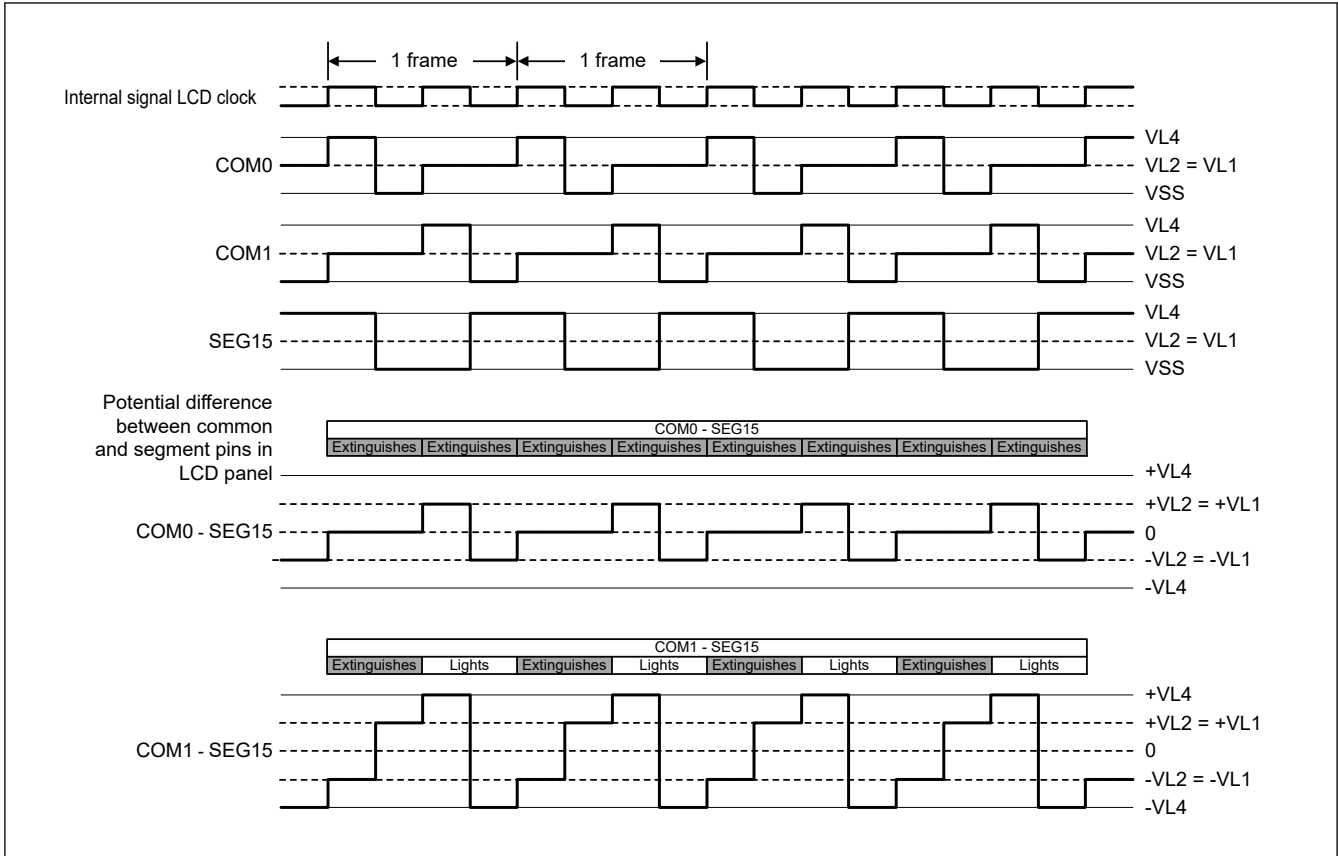 1 frame 1 frame
Internal signal LCD clock
COM0
VL4
VL2 = VL1
VSS
COM1
VL4
VL2 = VL1
VSS
SEG15
VL4
VL2 = VL1
VSS
Potential difference
between common
and segment pins in
LCD panel
COM0 - SEG15
Extinguishes Extinguishes Extinguishes Extinguishes Extinguishes Extinguishes Extinguishes Extinguishes
COM0 - SEG15
+VL4
+VL2 = +VL1
0
-VL2 = -VL1
-VL4
COM1 - SEG15
Extinguishes Lights Extinguishes Lights Extinguishes Lights Extinguishes Lights
COM1 - SEG15
+VL4
+VL2 = +VL1
0
-VL2 = -VL1
-VL4